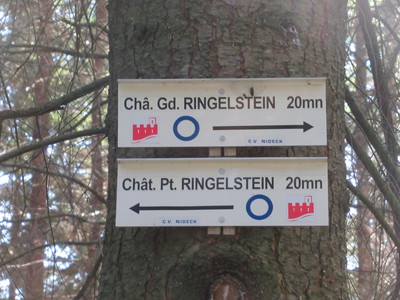 Châ. Gd. RINGELSTEIN 20mn
C.V. NIDECK
Chât. Pt. RINGELSTEIN 20mn
C.V. NIDECK